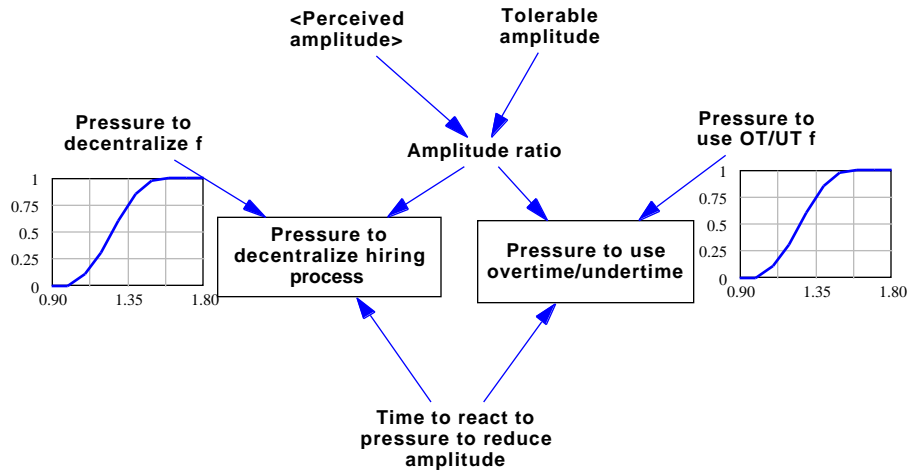 <Perceived
amplitude>
Tolerable
amplitude
Pressure to
decentralize f
Amplitude ratio
Pressure to
use OT/UT f
1
0.75
0.5
0.25
0
0.90 1.35 1.80
Pressure to
decentralize hiring
process
Pressure to use
overtime/undertime
1
0.75
0.5
0.25
0
0.90 1.35 1.80
Time to react to
pressure to reduce
amplitude